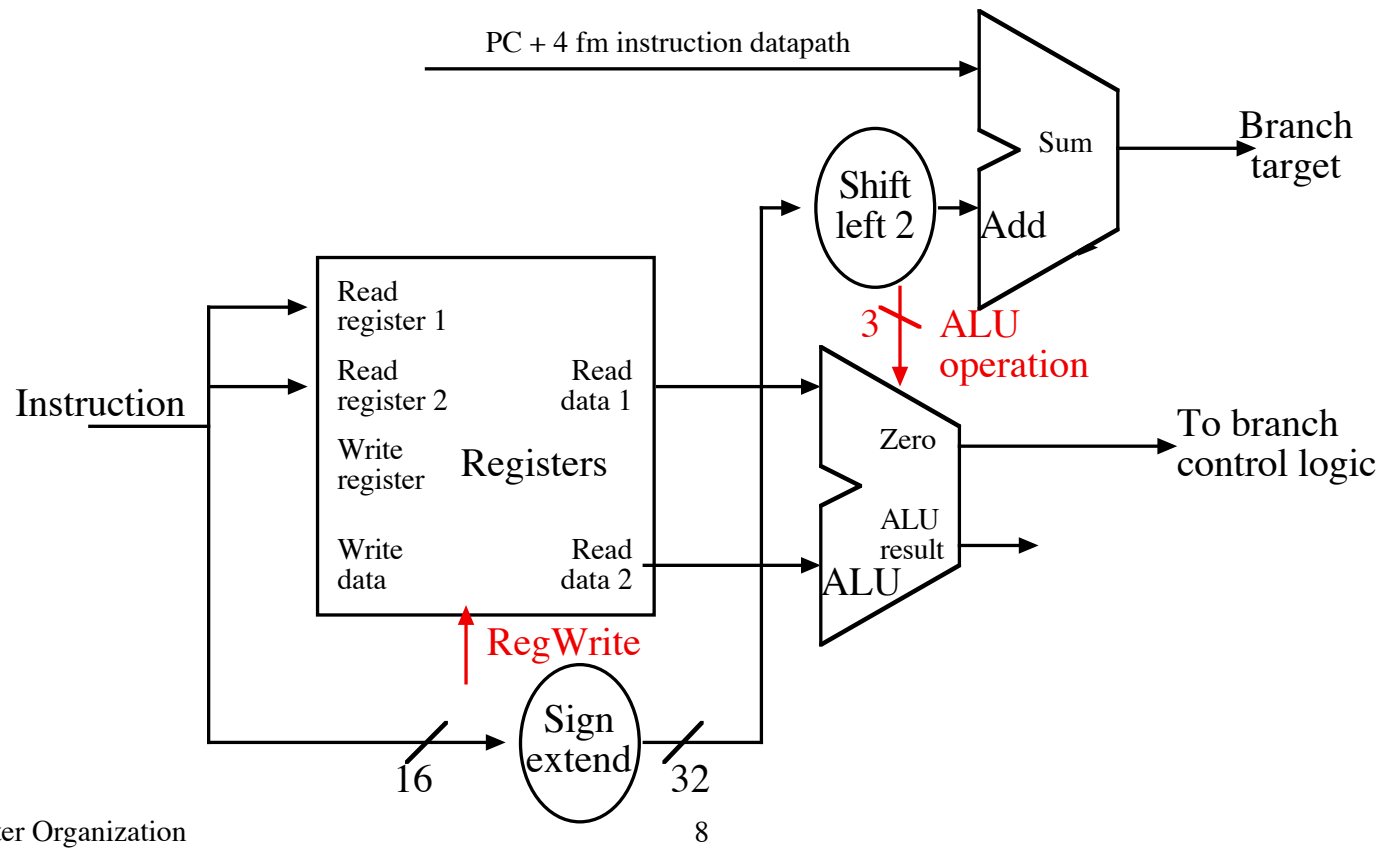 PC + 4 fm instruction datapath
Sum
Branch
target
Shift
left 2
Add
Read
register 1
3
ALU
operation
Instruction
Read
register 2
Read
data 1
Zero
To branch
control logic
Write
register
Registers
ALU
result
Write
data
Read
data 2
ALU
RegWrite
Sign
extend
16
32
ter Organization
8